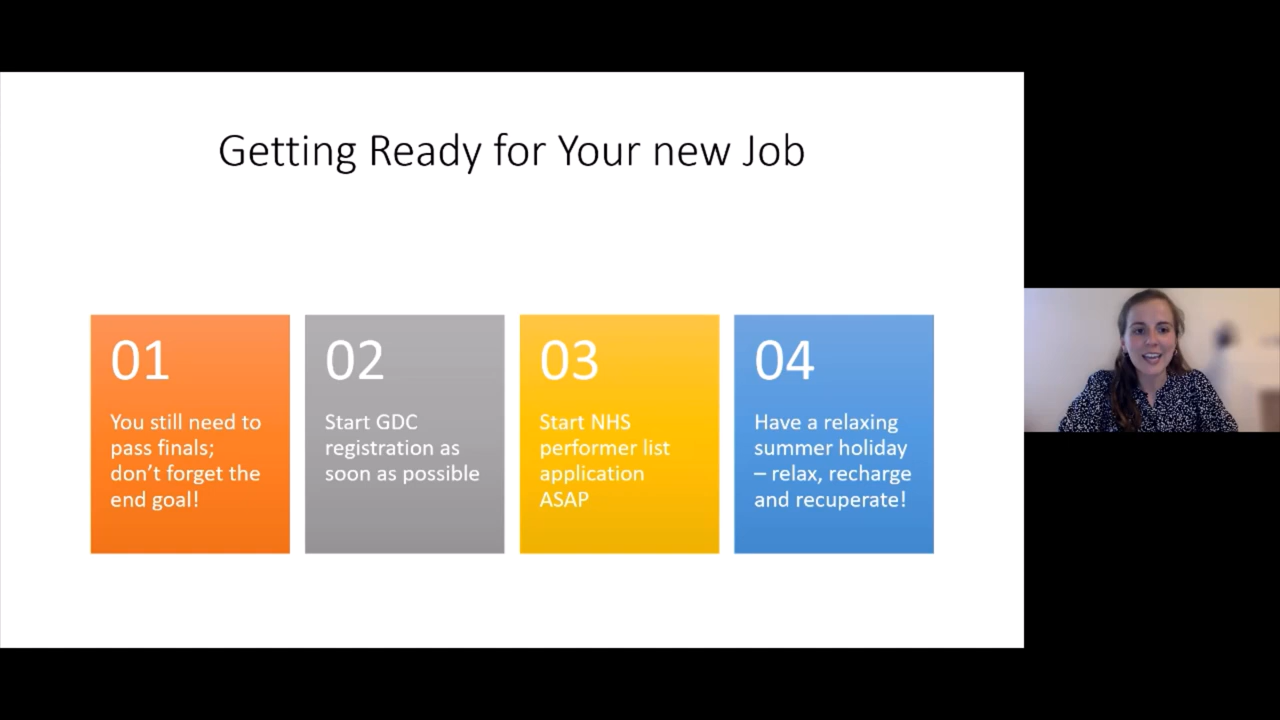 Getting Ready for Your new Job
01
You still need to
pass finals;
don't forget the
end goal!
02
Start GDC
registration as
soon as possible
03
Start NHS
performer list
application
ASAP
04
Have a relaxing
summer holiday
– relax, recharge
and recuperate!